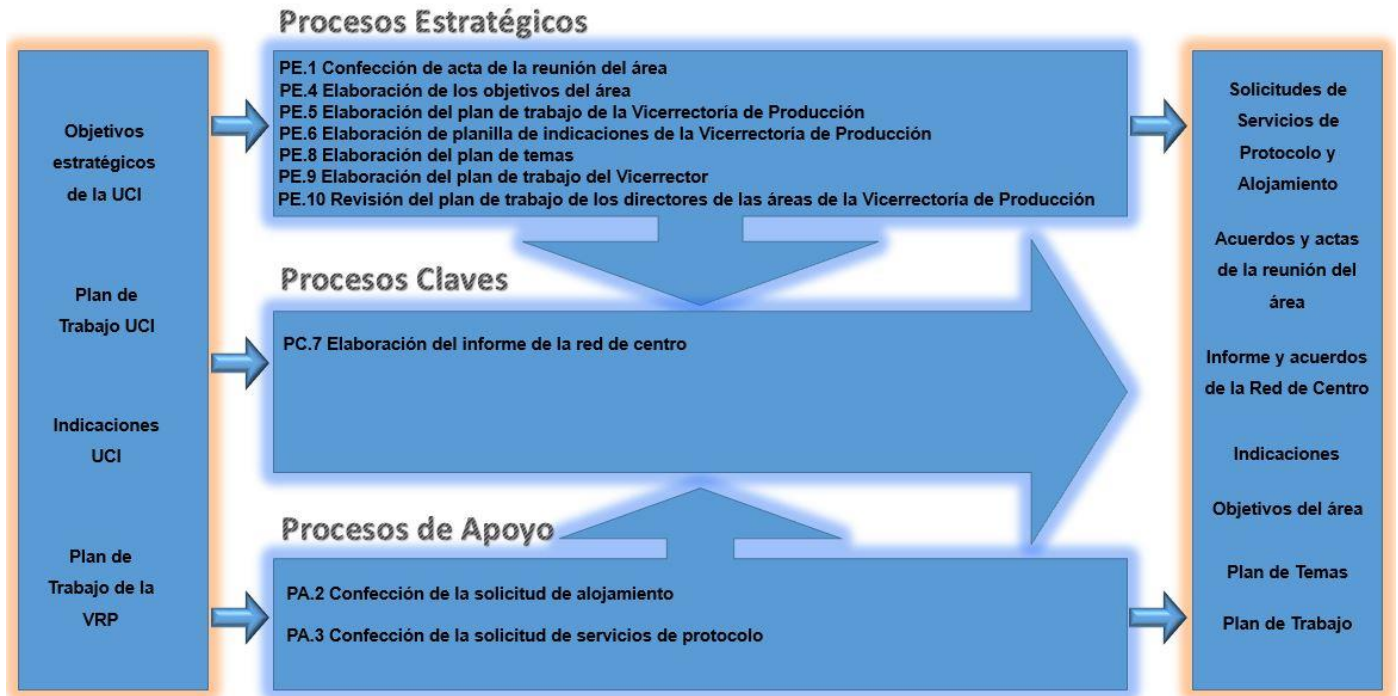 Procesos Estratégicos
Objetivos
estratégicos
de la UCI
Plan de
Trabajo UCI
Indicaciones
UCI
Plan de
Trabajo de la
VRP
PE.1 Confección de acta de la reunión del área
PE.4 Elaboración de los objetivos del área
PE.5 Elaboración del plan de trabajo de la Vicerrectoría de Producción
PE.6 Elaboración de planilla de indicaciones de la Vicerrectoría de Producción
PE.8 Elaboración del plan de temas
PE.9 Elaboración del plan de trabajo del Vicerrector
PE.10 Revisión del plan de trabajo de los directores de las áreas de la Vicerrectoría de Producción
Procesos Claves
PC.7 Elaboración del informe de la red de centro
Procesos de Apoyo
PA.2 Confección de la solicitud de alojamiento
PA.3 Confección de la solicitud de servicios de protocolo
Solicitudes de
Servicios de
Protocolo y
Alojamiento
Acuerdos y actas
de la reunión del
área
Informe y acuerdos
de la Red de Centro
Indicaciones
Objetivos del área
Plan de Temas
Plan de Trabajo